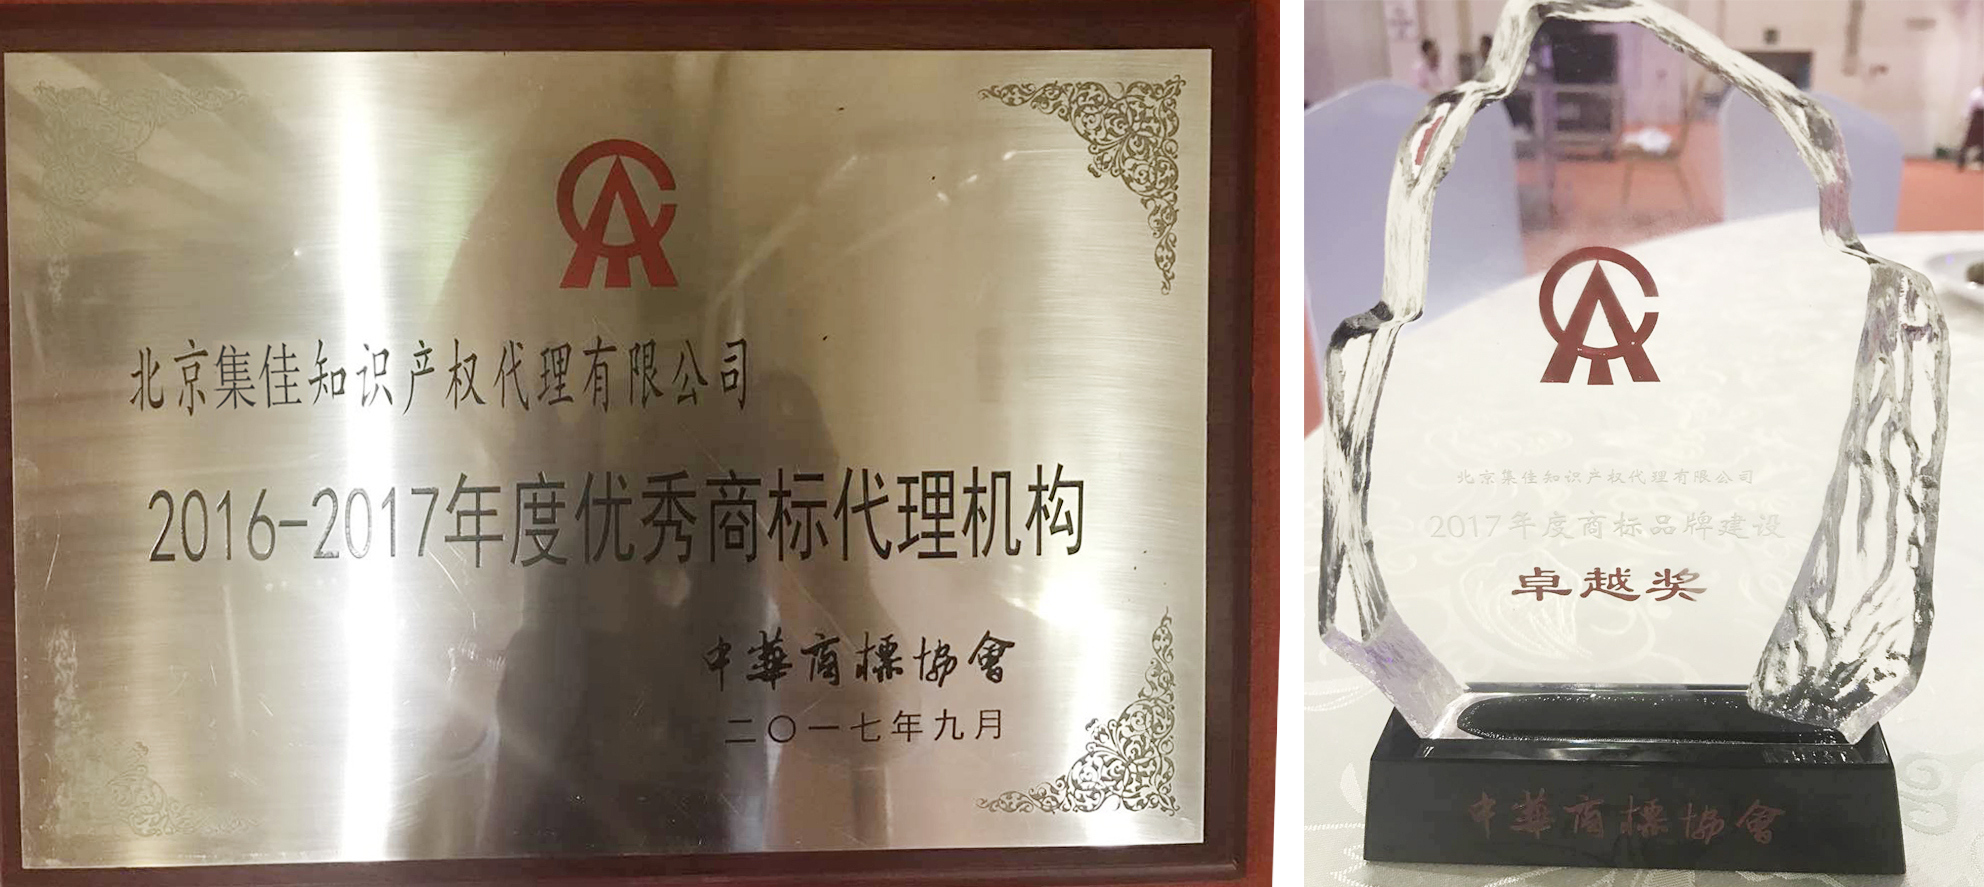 北京集佳知识产权代理有限公司
2016-2017年度优秀商标代理机构
中華商標協會
二〇一七年九月
北京集佳知识产权代理有限公司
2017年度商标品牌建设
卓越奖
中華商標協會